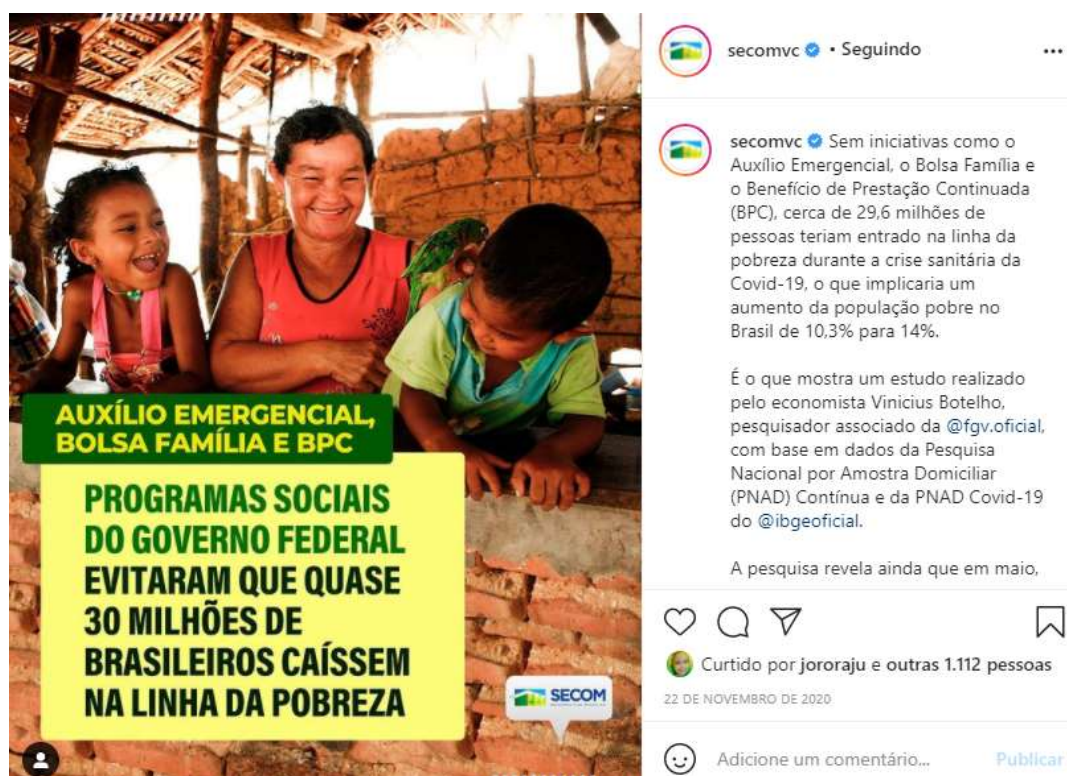 AUXÍLIO EMERGENCIAL,
BOLSA FAMÍLIA E BPC
PROGRAMAS SOCIAIS
DO GOVERNO FEDERAL
EVITARAM QUE QUASE
30 MILHÕES DE
BRASILEIROS CAÍSSEM
NA LINHA DA POBREZA
SECOM
secomvc • Seguindo
secomvc Sem iniciativas como o
Auxílio Emergencial, o Bolsa Família e
o Benefício de Prestação Continuada
(BPC), cerca de 29,6 milhões de
pessoas teriam entrado na linha da
pobreza durante a crise sanitária da
Covid-19, o que implicaria um
aumento da população pobre no
Brasil de 10,3% para 14%.
É o que mostra um estudo realizado
pelo economista Vinicius Botelho,
pesquisador associado da @fgv.oficial,
com base em dados da Pesquisa
Nacional por Amostra Domiciliar
(PNAD) Contínua e da PNAD Covid-19
do @ibgeoficial.
A pesquisa revela ainda que em maio,
Curtido por jororaju e outras 1.112 pessoas
22 DE NOVEMBRO DE 2020
Adicione um comentário... Publicar